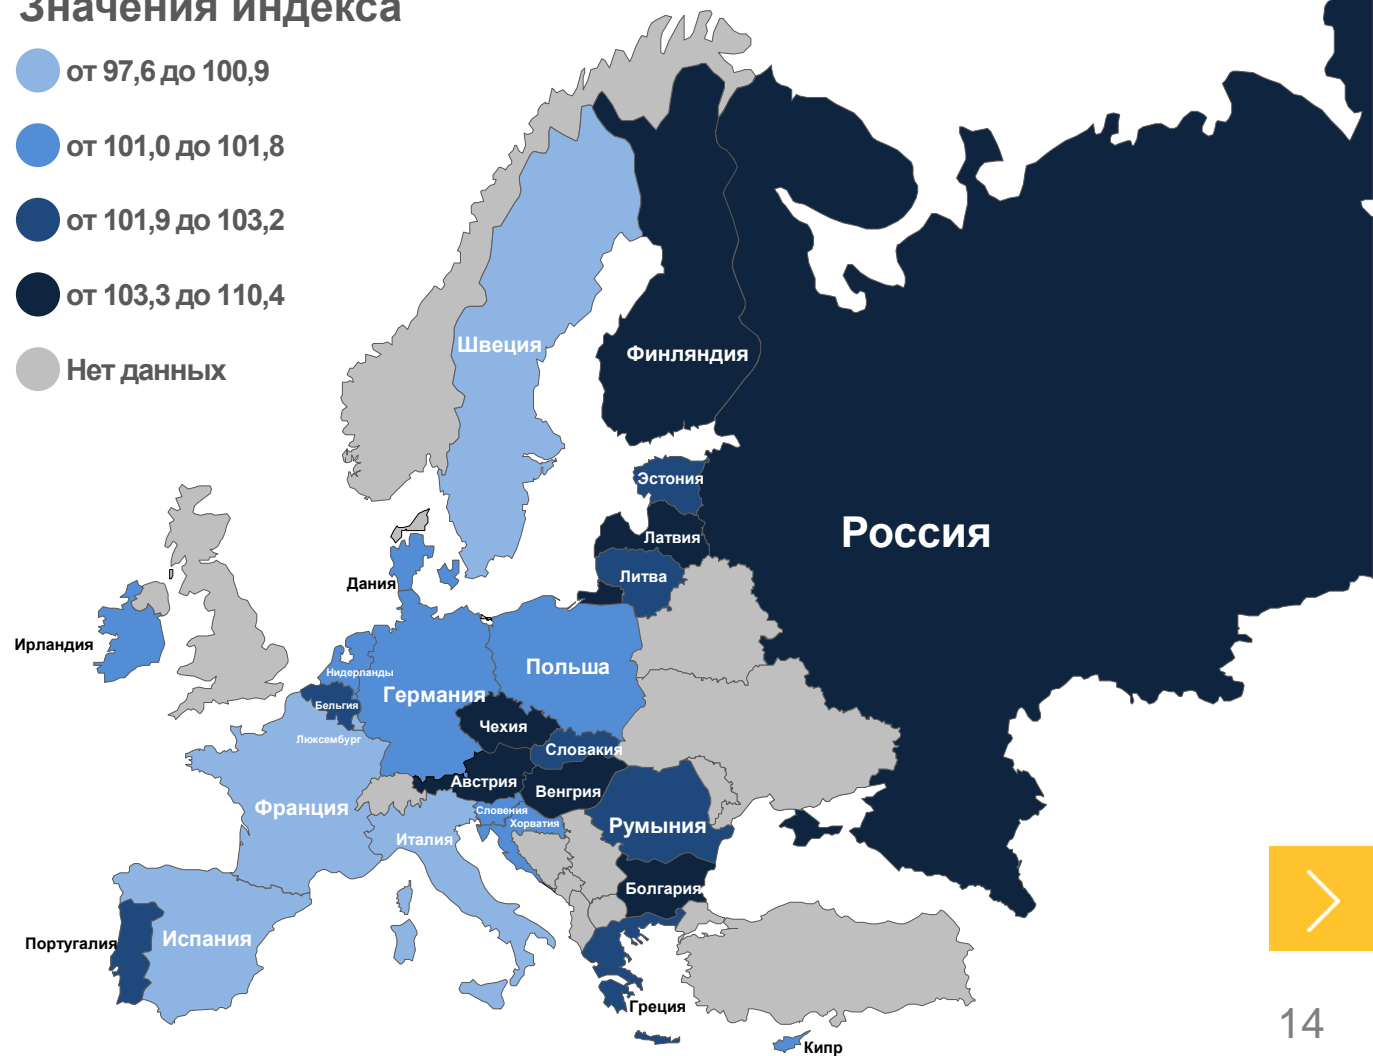 Значения индекса
от 97,6 до 100,9
от 101,0 до 101,8
от 101,9 до 103,2
от 103,3 до 110,4
Нет данных
Швеция
Финляндия
Эстония
Россия
Латвия
Литва
Дания
Ирландия
Польша
Нидерланды
Германия
Бельгия
Чехия
Люксембург
Словакия
Австрия
Венгрия
Франция
Словения
Хорватия
Румыния
Италия
Болгария
Испания
Португалия
Греция
Кипр
14